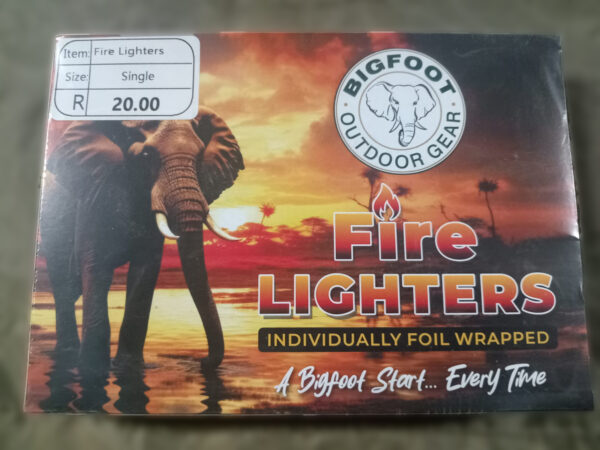 Item: Fire Lighters
Size: Single
R 20.00
BIGFOOT
OUTDOOR GEAR
Fire
LIGHTERS
INDIVIDUALLY FOIL WRAPPED
A Bigfoot Start... Every Time